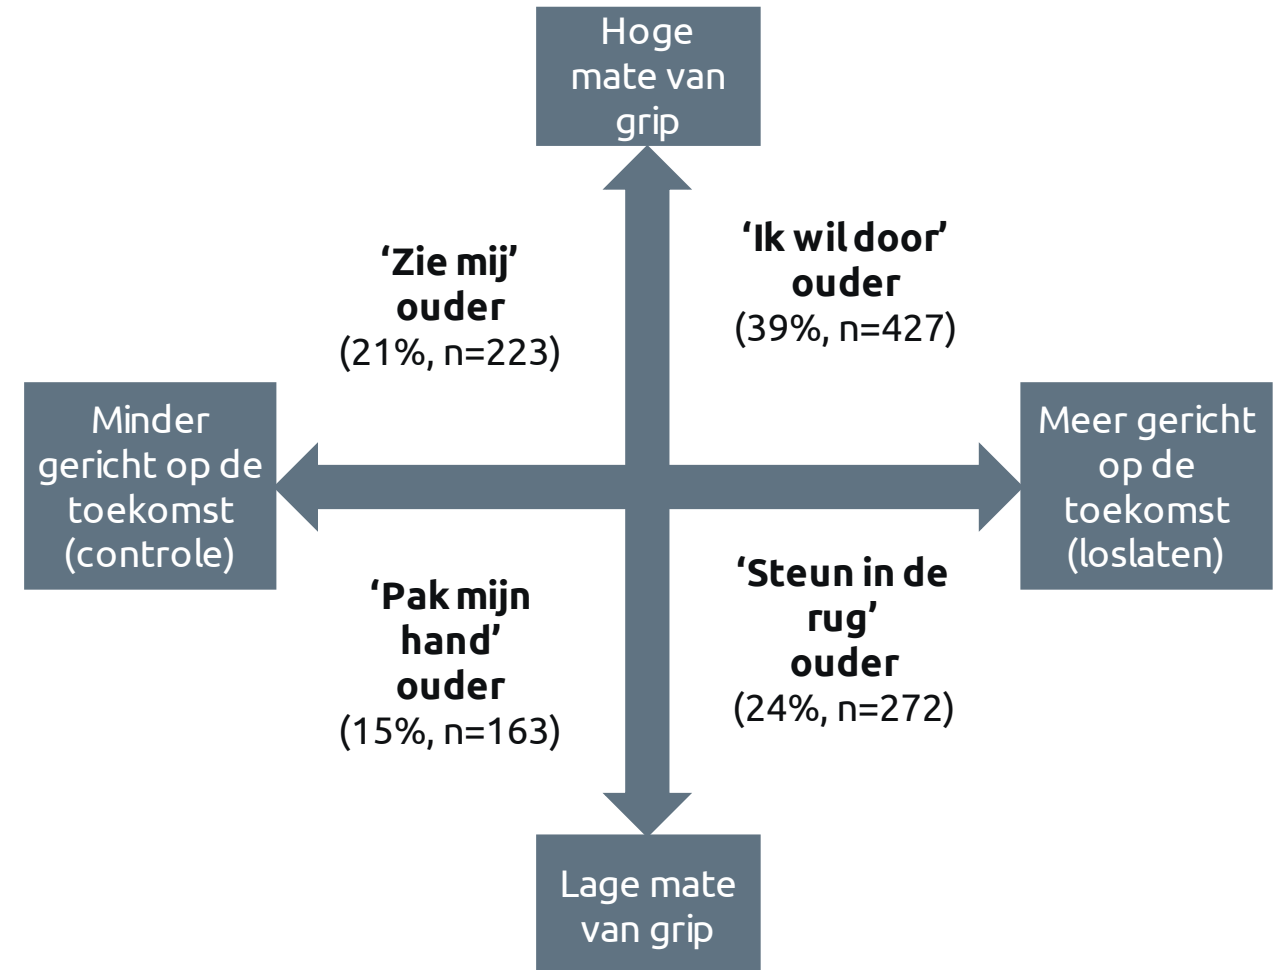 Hoge
mate van
grip
‘Zie mij’
ouder
(21%, n=223)
‘Ik wil door’
ouder
(39%, n=427)
Minder
gericht op de
toekomst
(controle)
Meer gericht
op de
toekomst
(loslaten)
‘Pak mijn
hand’
ouder
(15%, n=163)
‘Steun in de
rug’
ouder
(24%, n=272)
Lage mate
van grip